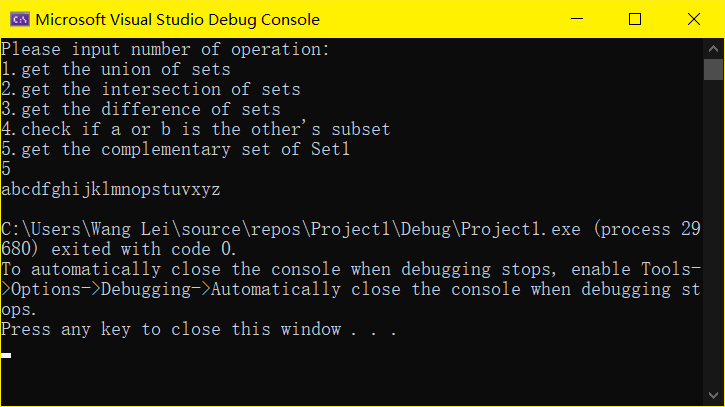 Microsoft Visual Studio Debug Console
Please input number of operation:
1.get the union of sets
2.get the intersection of sets
3.get the difference of sets
4.check if a or b is the other's subset
5.get the complementary set of Set1
5
abcdfghijklmnopstuvxyz
C:\Users\Wang Lei\source\repos\Project1\Debug\Project1.exe (process 29
680) exited with code 0.
To automatically close the console when debugging stops, enable Tools-
>Options->Debugging->Automatically close the console when debugging st
ops.
Press any key to close this window . . .